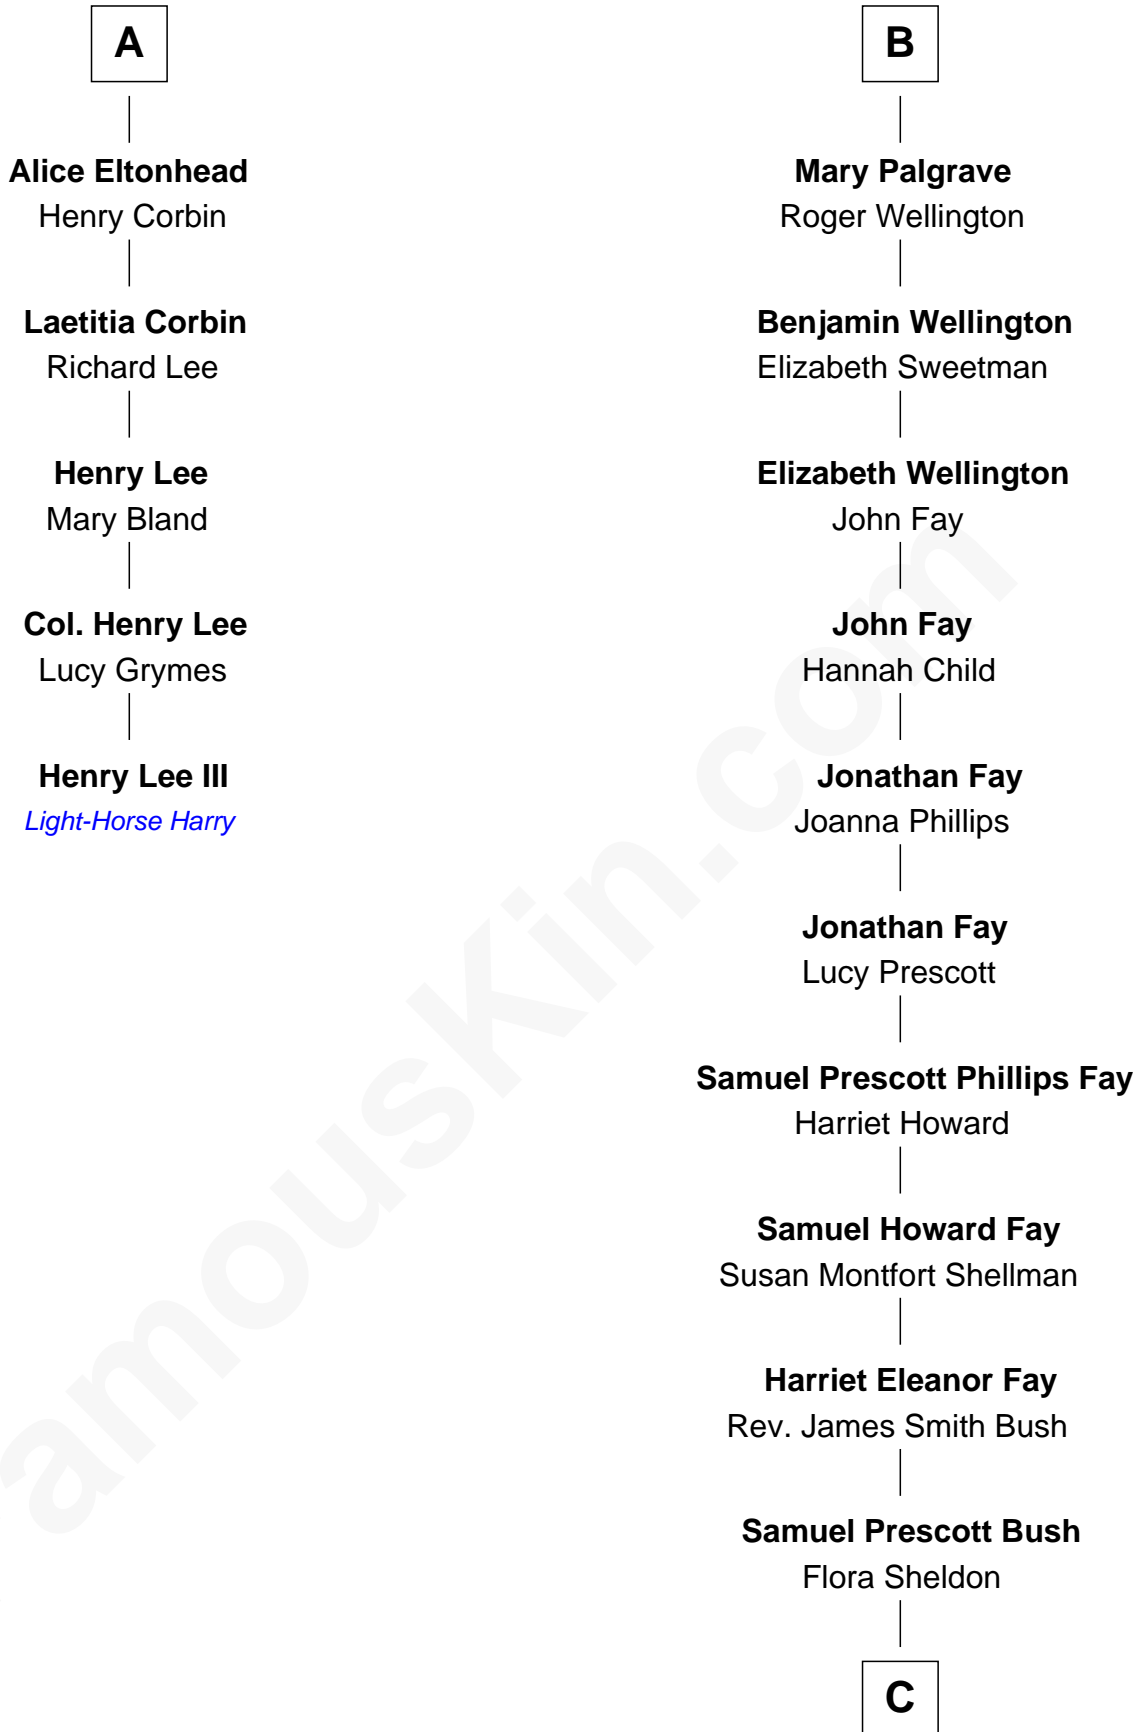 A
Alice Eltonhead
Henry Corbin
Laetitia Corbin
Richard Lee
Henry Lee
Mary Bland
Col. Henry Lee
Lucy Grymes
Henry Lee III
Light-Horse Harry
B
Mary Palgrave
Roger Wellington
Benjamin Wellington
Elizabeth Sweetman
Elizabeth Wellington
John Fay
John Fay
Hannah Child
Jonathan Fay
Joanna Phillips
Jonathan Fay
Lucy Prescott
Samuel Prescott Phillips Fay
Harriet Howard
Samuel Howard Fay
Susan Montfort Shellman
Harriet Eleanor Fay
Rev. James Smith Bush
Samuel Prescott Bush
Flora Sheldon
C
amousKin.com